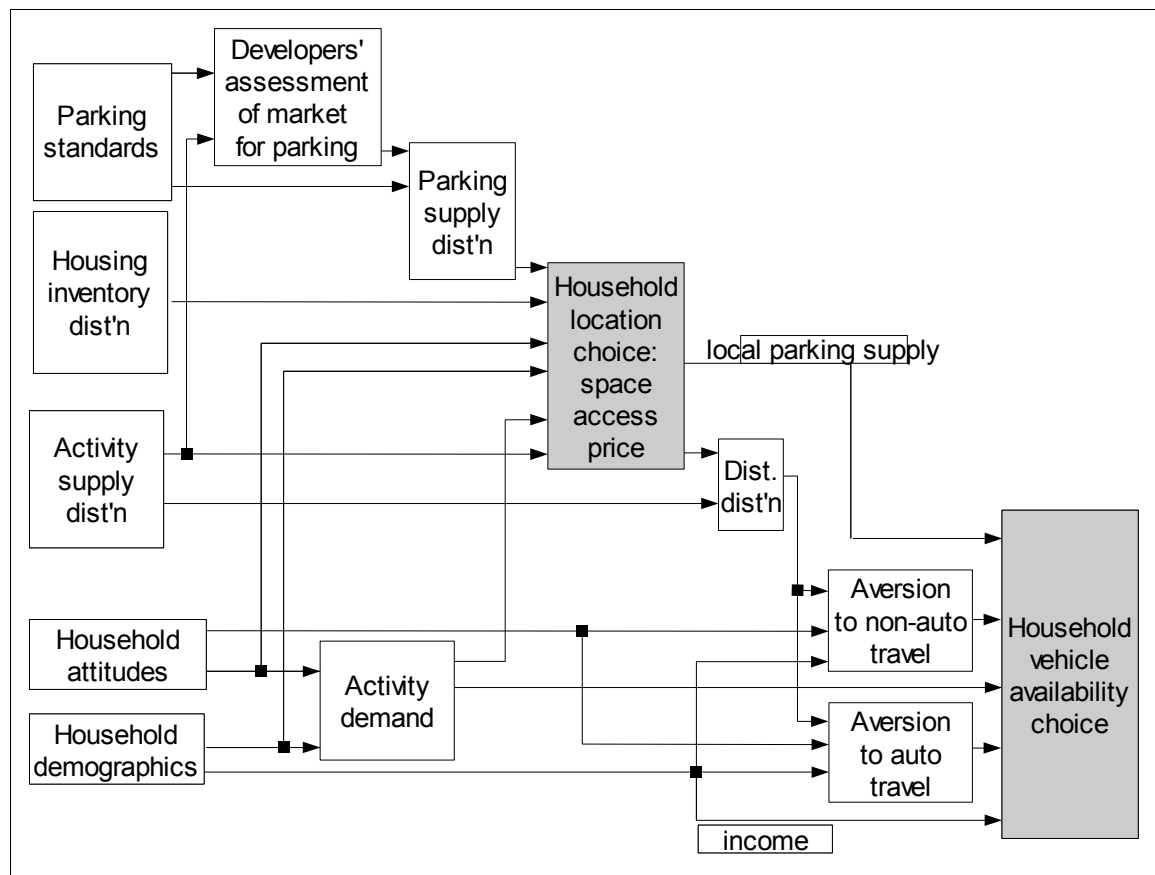 Developers'
assessment
of market
for parking
Parking
standards
Parking
supply
dist'n
Housing
inventory
dist'n
Household
location
choice:
space
access
price
local parking supply
Activity
supply
dist'n
Dist.
dist'n
Household
attitudes
Activity
demand
Household
demographics
Aversion
to non-auto
travel
Aversion
to auto
travel
Household
vehicle
availability
choice
income